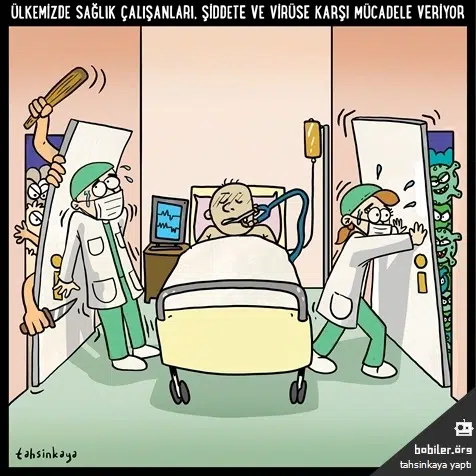 ÜLKEMİZDE SAĞLIK ÇALIŞANLARI, ŞİDDETE VE VİRÜSE KARŞI MÜCADELE VERİYOR
tahsinkaya
bobiler.örg
tahsinkaya yaptı